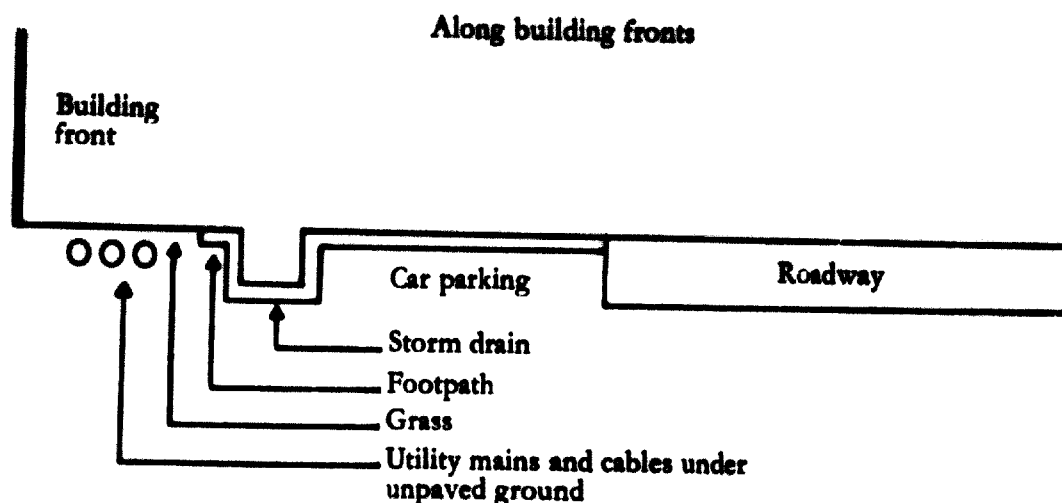 Along building fronts
Building
front
Car parking
Roadway
Storm drain
Footpath
Grass
Utility mains and cables under
unpaved ground